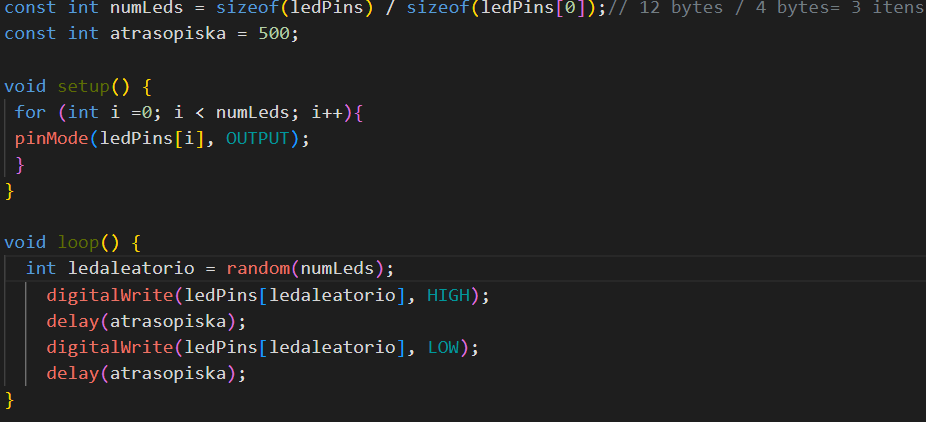 const int numLeds = sizeof(ledPins) / sizeof(ledPins[0]);// 12 bytes / 4 bytes= 3 itens
const int atrasopiska = 500;
void setup() {
for (int i =0; i < numLeds; i++){
pinMode(ledPins[i], OUTPUT);
}
}
void loop() {
int ledaleatorio = random(numLeds);
digitalWrite(ledPins[ledaleatorio], HIGH);
delay(atrasopiska);
digitalWrite(ledPins[ledaleatorio], LOW);
delay(atrasopiska);
}